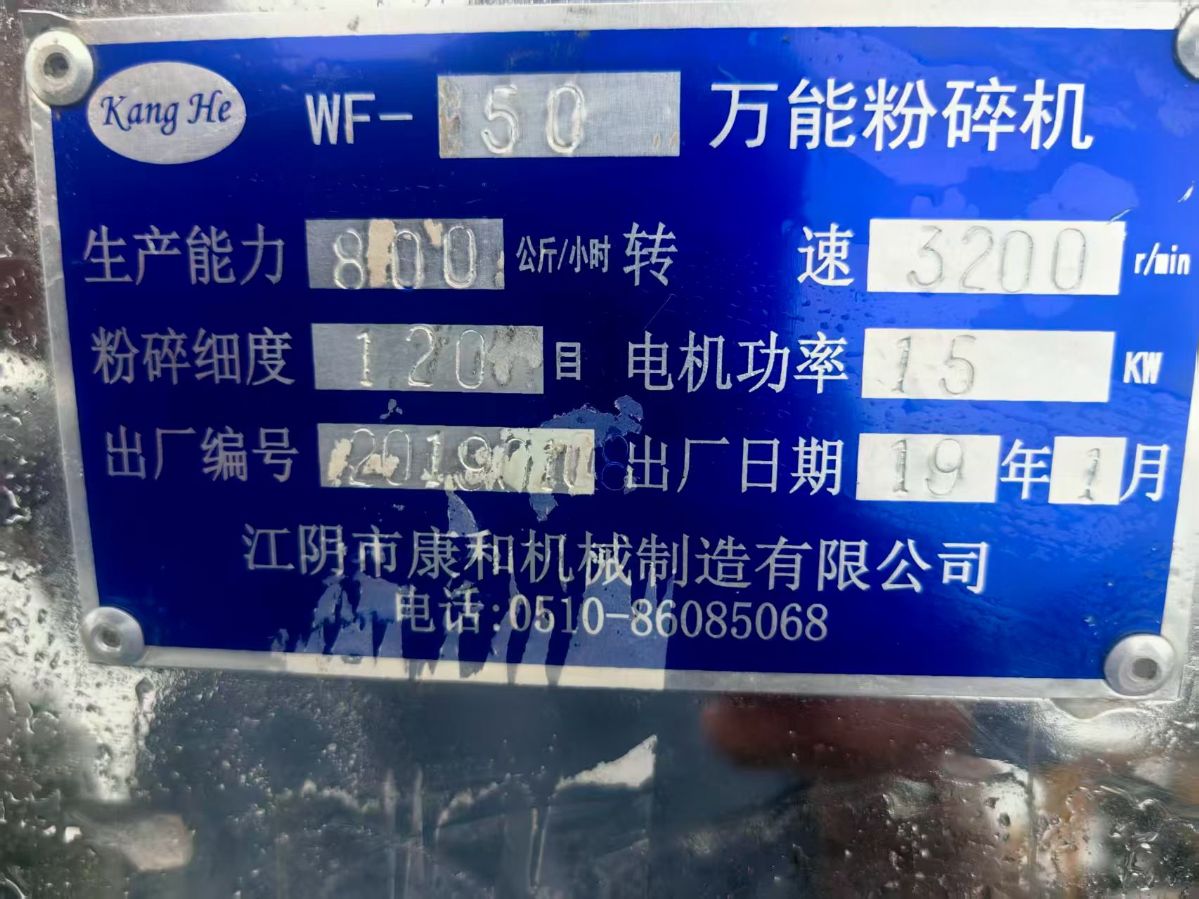 Kang He WF- 50 万能粉碎机
生产能力 800 公斤/小时 转速 3200 r/min
粉碎细度 120 目 电机功率 15 KW
出厂编号 出厂日期 19 年 1 月
江阴市康和机械制造有限公司
电话:0510-86085068